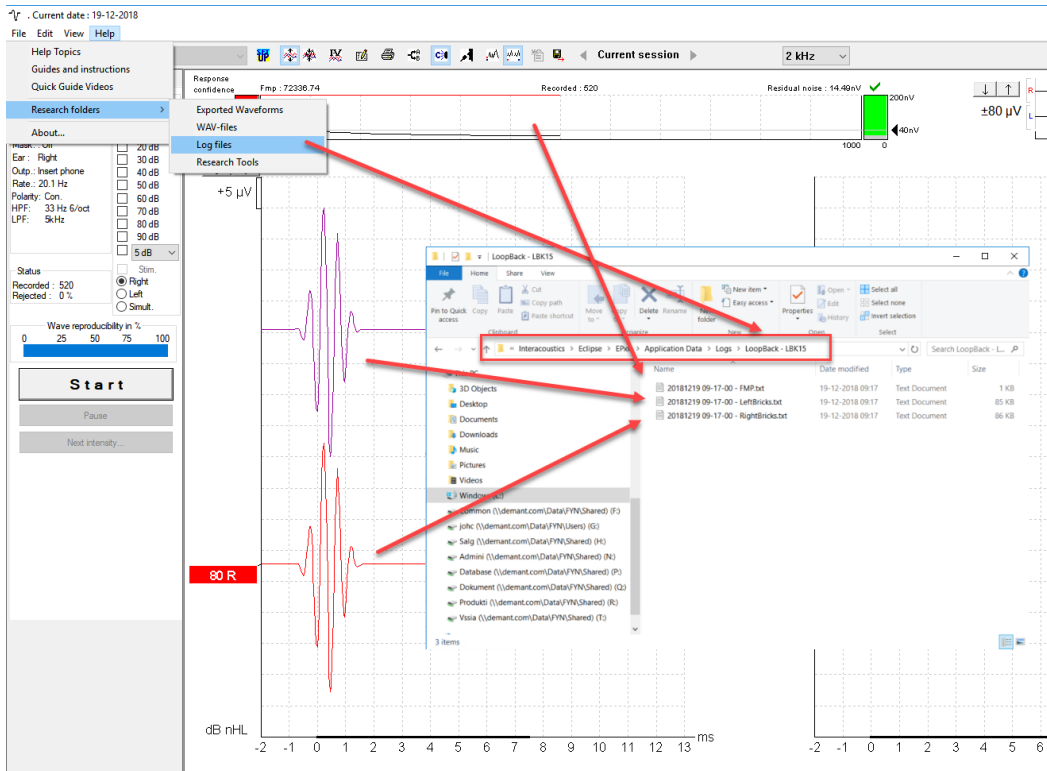 . Current date : 19-12-2018
File Edit View Help
Help Topics
Guides and instructions
Quick Guide Videos
Research folders
About...
Exported Waveforms
WAV-files
Log files
Research Tools
Current session
2 kHz
Response
confidence
Fmp : 72336.74
Recorded : 520
Residual noise : 14.49nV
200nV
40nV
1000 0
±80 µV
R
L
Ear : Right
Outp.: Insert phone
Rate.: 20.1 Hz
Polarity: Con.
HPF: 33 Hz 6/oct
LPF: 5kHz
20 dB
30 dB
40 dB
50 dB
60 dB
70 dB
80 dB
90 dB
5 dB
Status
Recorded : 520
Rejected : 0 %
Stim.
Right
Left
Simult.
Wave reproducibility in %
0 25 50 75 100
Start
Pause
Next intensity...
+5 µV
80 R
dB nHL
-2 -1 0 1 2 3 4 5 6 7 8 9 10 11 12 13 ms
-2 -1 0 1 2 3 4 5 6
LoopBack - LBK15
File Home Share View
Pin to Quick access
Copy
Paste
Cut
Copy path
Paste shortcut
Clipboard
Move to
Delete
Rename
New folder
New item
Easy access
Properties
Open
Edit
History
Open
Select all
Select none
Invert selection
Select
« Interacoustics > Eclipse > > Application Data > Logs > LoopBack - LBK15
Search LoopBack - L...
Name Date modified Type Size
20181219 09-17-00 - FMP.txt 19-12-2018 09:17 Text Document 1 KB
20181219 09-17-00 - LeftBricks.txt 19-12-2018 09:17 Text Document 85 KB
20181219 09-17-00 - RightBricks.txt 19-12-2018 09:17 Text Document 86 KB
3D Objects
Desktop
Documents
Downloads
Music
Pictures
Videos
Windows (C:)
Common (\\demant.com\Data\FYN\Shared) (F:)
johc (\\demant.com\Data\FYN\Users) (G:)
Salg (\\demant.com\Data\FYN\Shared) (H:)
Admini (\\demant.com\Data\FYN\Shared) (N:)
Database (\\demant.com\Data\FYN\Shared) (P:)
Dokument (\\demant.com\Data\FYN\Shared) (Q:)
Produkti (\\demant.com\Data\FYN\Shared) (R:)
Vssia (\\demant.com\Data\FYN\Shared) (T:)
3 items